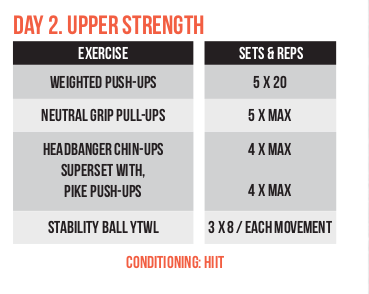 DAY 2. UPPER STRENGTH
EXERCISE SETS & REPS
WEIGHTED PUSH-UPS 5 X 20
NEUTRAL GRIP PULL-UPS 5 X MAX
HEADBANGER CHIN-UPS 4 X MAX
SUPERSET WITH,
PIKE PUSH-UPS 4 X MAX
STABILITY BALL YTWL 3 X 8 / EACH MOVEMENT
CONDITIONING: HIIT